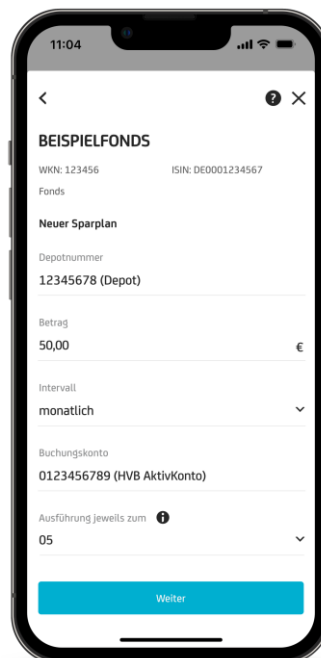 11:04
BEISPIELFONDS
WKN: 123456 ISIN: DE0001234567
Fonds
Neuer Sparplan
Depotnummer
12345678 (Depot)
Betrag
50,00 €
Intervall
monatlich
Buchungskonto
0123456789 (HVB AktivKonto)
Ausführung jeweils zum
05
Weiter